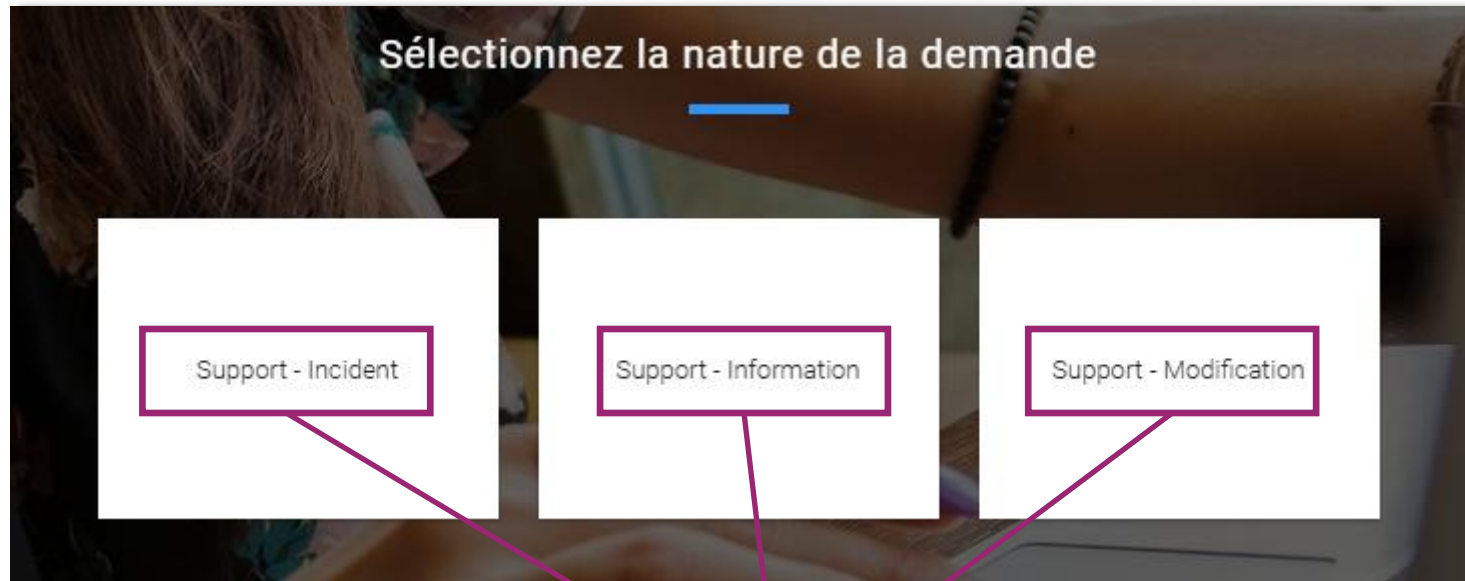 Sélectionnez la nature de la demande
Support - Incident
Support - Information
Support - Modification